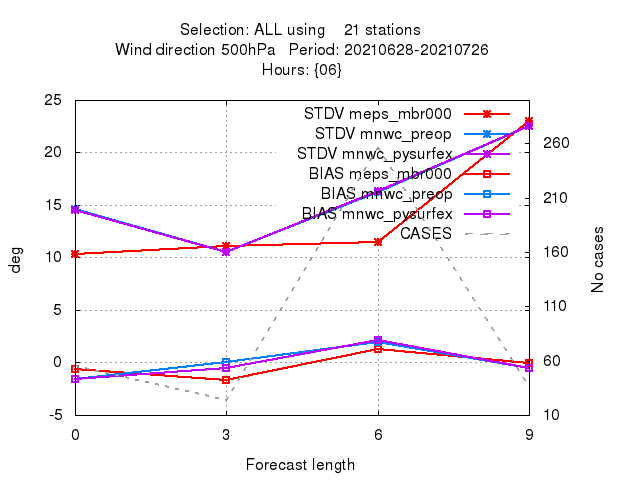 Selection: ALL using    21 stations
Wind direction 500hPa   Period: 20210628-20210726
Hours: {06}
25
20
15
10
5
0
-5
deg
STDV meps_mbr000
STDV mnwc_preop
STDV mnwc_pysurfex
BIAS meps_mbr000
BIAS mnwc_preop
BIAS mnwc_pysurfex
CASES
260
210
160
110
60
10
No cases
0 3 6 9
Forecast length